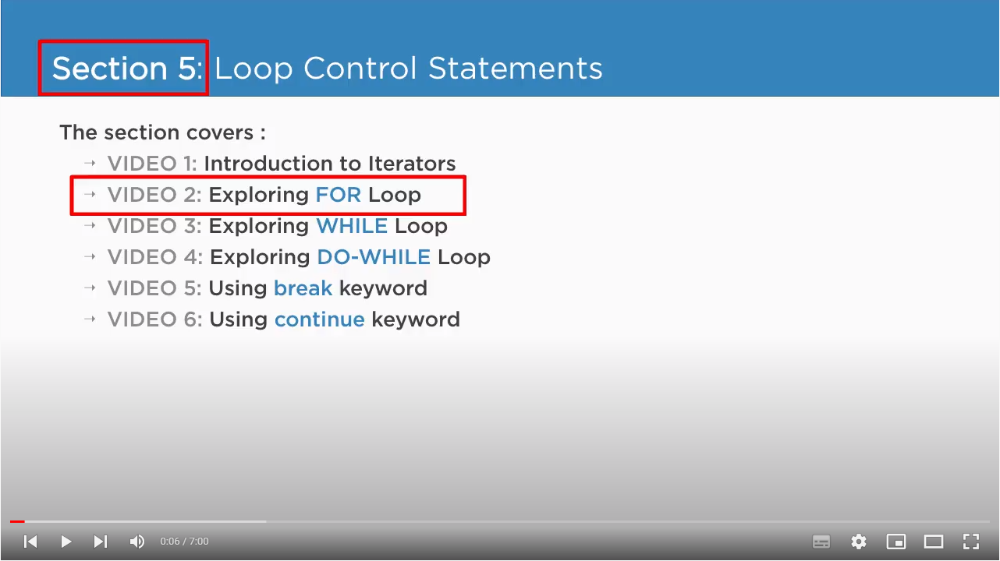 Section 5: Loop Control Statements
The section covers :
→ VIDEO 1: Introduction to Iterators
→ VIDEO 2: Exploring FOR Loop
→ VIDEO 3: Exploring WHILE Loop
→ VIDEO 4: Exploring DO-WHILE Loop
→ VIDEO 5: Using break keyword
→ VIDEO 6: Using continue keyword
0:06 / 7:00